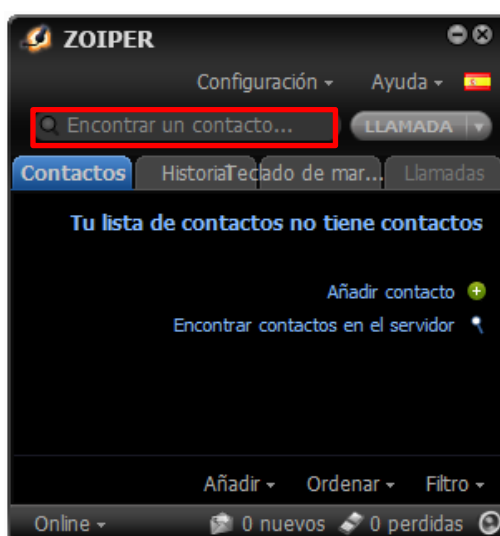 ZOIPER
Configuración Ayuda
Encontrar un contacto... LLAMADA
Contactos Historia Teclado de mar... Llamadas
Tu lista de contactos no tiene contactos
Añadir contacto
Encontrar contactos en el servidor
Añadir Ordenar Filtro
Online 0 nuevos 0 perdidas